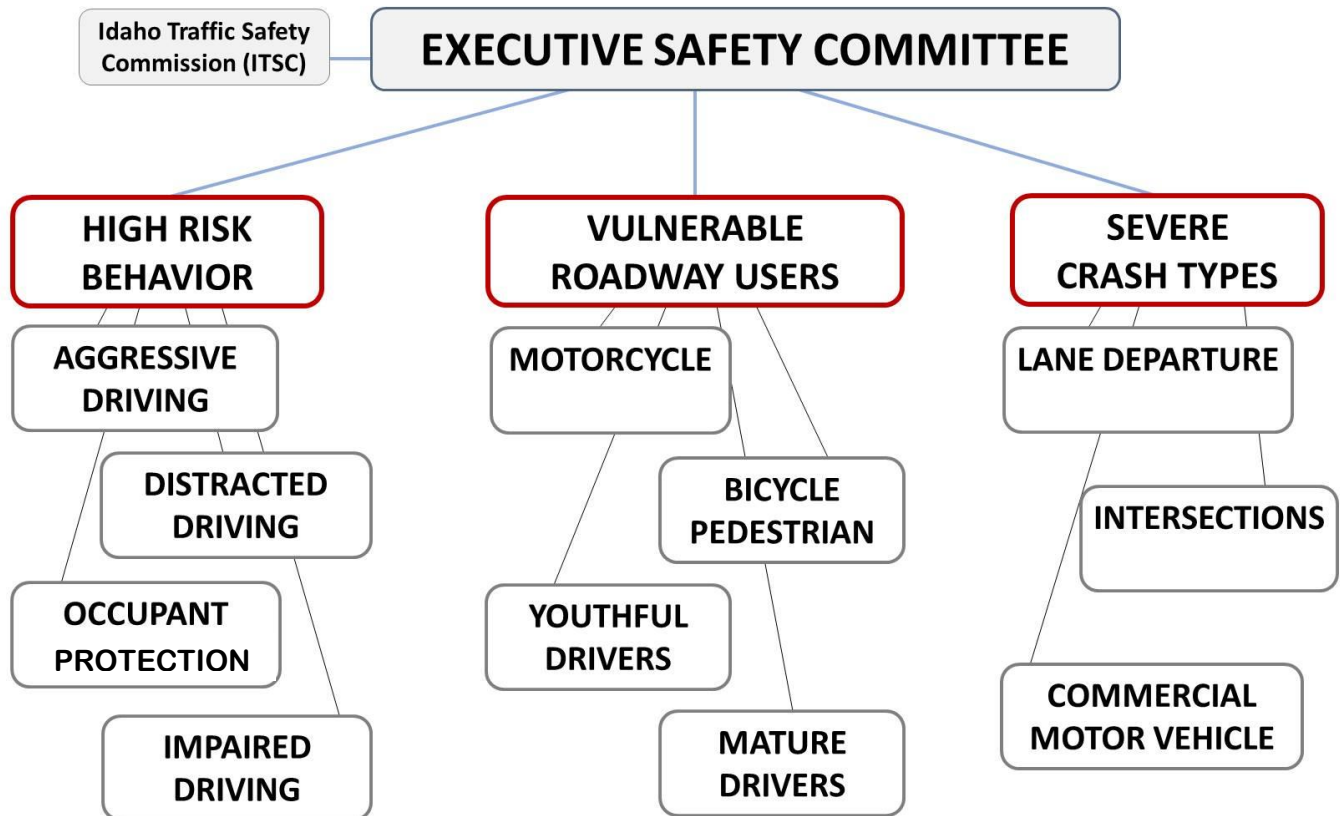 Idaho Traffic Safety
Commission (ITSC)
EXECUTIVE SAFETY COMMITTEE
HIGH RISK
BEHAVIOR
AGGRESSIVE
DRIVING
DISTRACTED
DRIVING
OCCUPANT
PROTECTION
IMPAIRED
DRIVING
VULNERABLE
ROADWAY USERS
MOTORCYCLE
BICYCLE
PEDESTRIAN
YOUTHFUL
DRIVERS
MATURE
DRIVERS
SEVERE
CRASH TYPES
LANE DEPARTURE
INTERSECTIONS
COMMERCIAL
MOTOR VEHICLE